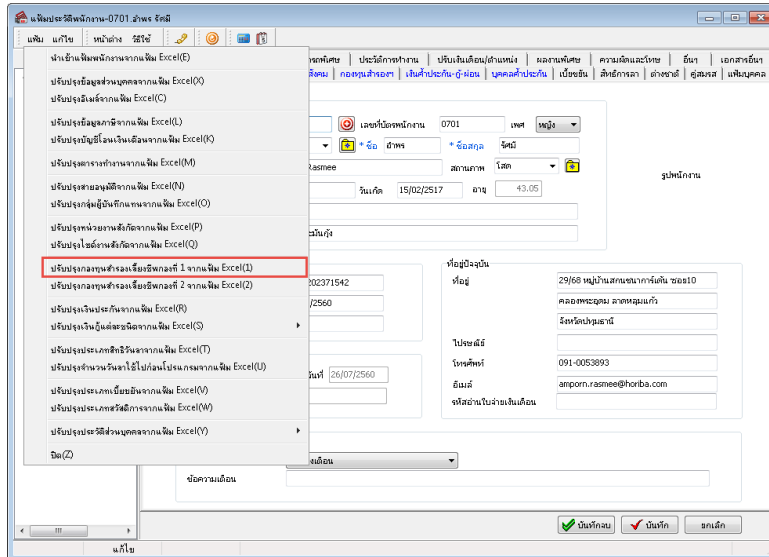 แฟ้มประวัติพนักงาน-0701.อำพร รัศมี
แฟ้ม แก้ไข หน้าต่าง วิธีใช้
นำเข้าแฟ้มพนักงานจากแฟ้ม Excel(E)
ปรับปรุงข้อมูลส่วนบุคคลจากแฟ้ม Excel(X)
ปรับปรุงอีเมล์จากแฟ้ม Excel(C)
ปรับปรุงข้อมูลภาษีจากแฟ้ม Excel(L)
ปรับปรุงบัญชีโอนเงินเดือนจากแฟ้ม Excel(K)
ปรับปรุงตารางทำงานจากแฟ้ม Excel(M)
ปรับปรุงสายอนุมัติจากแฟ้ม Excel(N)
ปรับปรุงกลุ่มผู้บันทึกแทนจากแฟ้ม Excel(O)
ปรับปรุงหน่วยงานสังกัดจากแฟ้ม Excel(P)
ปรับปรุงไซต์งานสังกัดจากแฟ้ม Excel(Q)
ปรับปรุงกองทุนสำรองเลี้ยงชีพกองที่ 1 จากแฟ้ม Excel(1)
ปรับปรุงกองทุนสำรองเลี้ยงชีพกองที่ 2 จากแฟ้ม Excel(2)
ปรับปรุงเงินประกันจากแฟ้ม Excel(R)
ปรับปรุงเงินกู้แต่ละชนิดจากแฟ้ม Excel(S)
ปรับปรุงประเภทสิทธิวันลาจากแฟ้ม Excel(T)
ปรับปรุงจำนวนวันลาใช้ไปก่อนโปรแกรมจากแฟ้ม Excel(U)
ปรับปรุงประเภทเบี้ยขยันจากแฟ้ม Excel(V)
ปรับปรุงประเภทสวัสดิการจากแฟ้ม Excel(W)
ปรับปรุงประวัติส่วนบุคคลจากแฟ้ม Excel(Y)
ปิด(Z)
ประวัติการทำงาน ปรับเงินเดือน/ตำแหน่ง ผลงานพิเศษ ความผิดและโทษ อื่นๆ เอกสารอื่นๆ
สังคม กองทุนสำรองฯ เงินค้ำประกัน-กู้-ผ่อน บุคคลค้ำประกัน เบี้ยขยัน สิทธิ์การลา ต่างชาติ คู่สมรส แฟ้มบุคคล
เลขที่บัตรพนักงาน 0701 เพศ หญิง
* ชื่อ อำพร * ชื่อสกุล รัศมี
Rasmee สถานภาพ โสด
วันเกิด 15/02/2517 อายุ 43.05
รูปพนักงาน
ที่อยู่ปัจจุบัน
202371542 ที่อยู่ 29/68 หมู่บ้านสถนชนาการ์เด้น ซอย10
/2560 คลองพระอุดม ลาดหลุมแก้ว
จังหวัดปทุมธานี
ไปรษณีย์
วันที่ 26/07/2560 โทรศัพท์ 091-0053893
อีเมล์ amporn.rasmee@horiba.com
รหัสอ่านใบจ่ายเงินเดือน
ข้อความเตือน
บันทึกจบ บันทึก ยกเลิก
แก้ไข